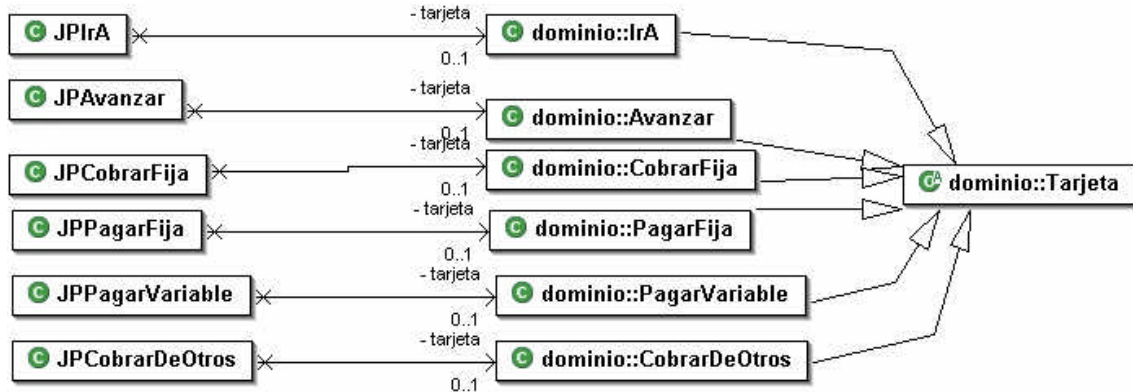 - tarjeta
JPIrA
dominio::IrA
0..1
- tarjeta
JPAvanzar
dominio::Avanzar
0..1
- tarjeta
JPCobrarFija
dominio::CobrarFija
0..1
dominio::Tarjeta
- tarjeta
JPPagarFija
dominio::PagarFija
0..1
- tarjeta
JPPagarVariable
dominio::PagarVariable
0..1
- tarjeta
JPCobrarDeOtros
dominio::CobrarDeOtros
0..1